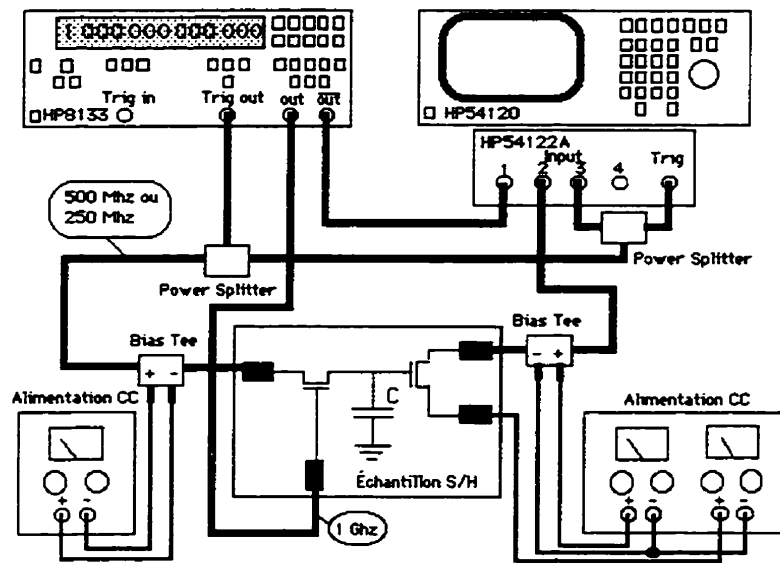 1 000 000 000.000
Trig in
Trig out
out
out
HP8133
HP54120
HP54122A
Input
1
2
3
4
Trig
500 Mhz ou
250 Mhz
Power Splitter
Power Splitter
Bias Tee
+ -
Bias Tee
- +
Alimentation CC
+ -
C
Échantillon S/H
1 Ghz
Alimentation CC
+ - + -